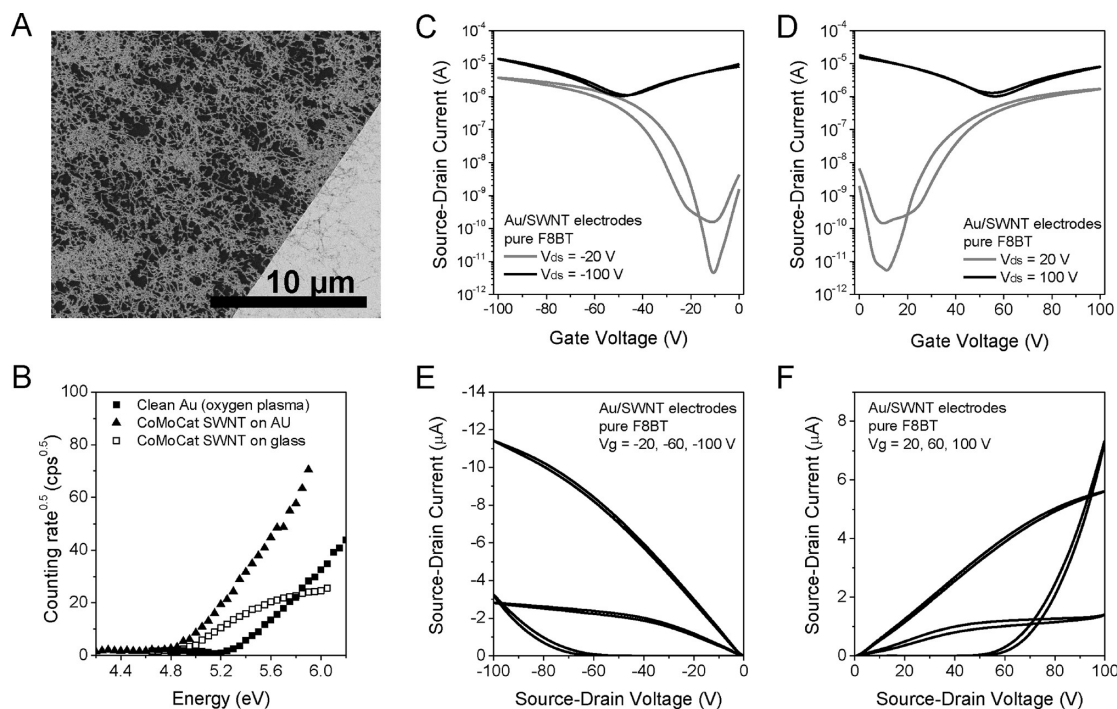 A
10 µm
B
100
80
60
40
20
0
Counting rate^0.5 (cps^0.5)
Clean Au (oxygen plasma)
CoMoCat SWNT on AU
CoMoCat SWNT on glass
4.4 4.8 5.2 5.6 6.0
Energy (eV)
C
10^-4
10^-5
10^-6
10^-7
10^-8
10^-9
10^-10
10^-11
10^-12
Source-Drain Current (A)
Au/SWNT electrodes
pure F8BT
Vds = -20 V
Vds = -100 V
-100 -80 -60 -40 -20 0
Gate Voltage (V)
D
10^-4
10^-5
10^-6
10^-7
10^-8
10^-9
10^-10
10^-11
10^-12
Source-Drain Current (A)
Au/SWNT electrodes
pure F8BT
Vds = 20 V
Vds = 100 V
0 20 40 60 80 100
Gate Voltage (V)
E
-14
-12
-10
-8
-6
-4
-2
0
Source-Drain Current (µA)
Au/SWNT electrodes
pure F8BT
Vg = -20, -60, -100 V
-100 -80 -60 -40 -20 0
Source-Drain Voltage (V)
F
8
6
4
2
0
Source-Drain Current (µA)
Au/SWNT electrodes
pure F8BT
Vg = 20, 60, 100 V
0 20 40 60 80 100
Source-Drain Voltage (V)